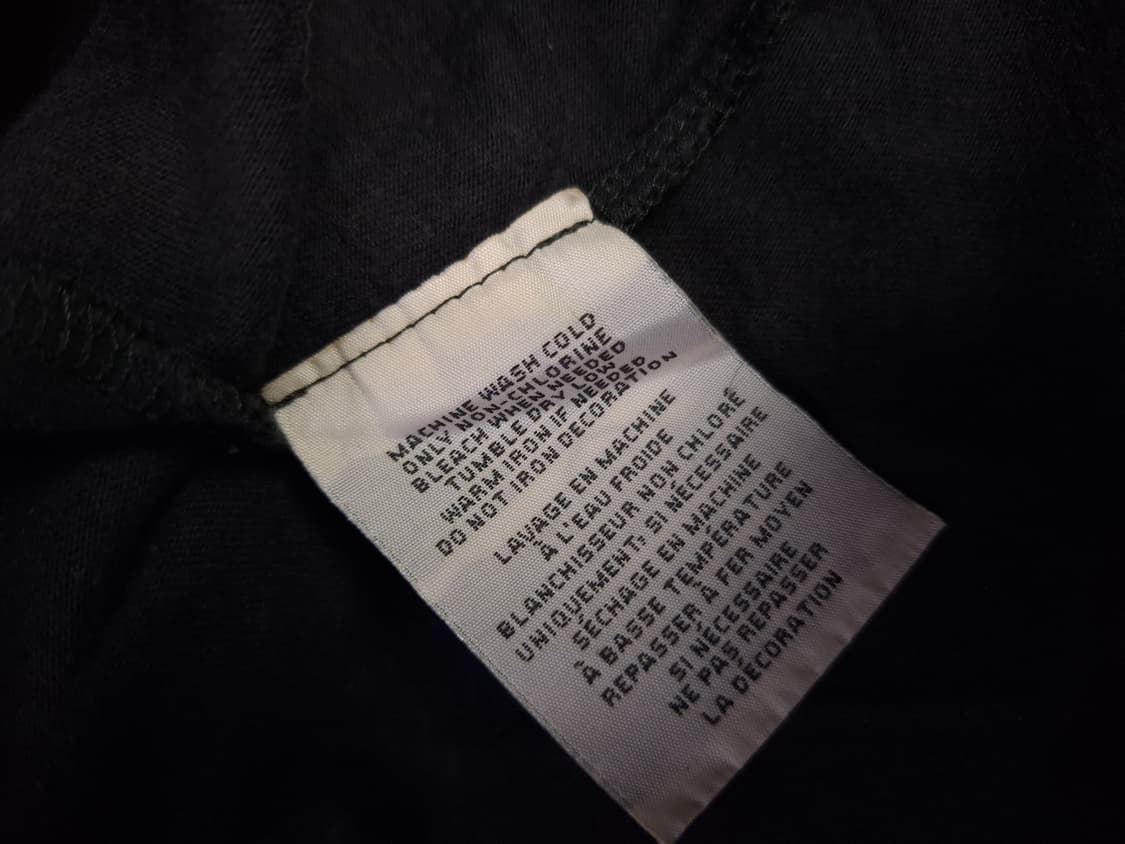 MACHINE WASH COLD
ONLY NON-CHLORINE
BLEACH WHEN NEEDED
TUMBLE DRY LOW
WARM IRON IF NEEDED
DO NOT IRON DECORATION
LAVAGE EN MACHINE
À L'EAU FROIDE
BLANCHISSEUR NON CHLORÉ
UNIQUEMENT, SI NÉCESSAIRE
SÉCHAGE EN MACHINE
À BASSE TEMPÉRATURE
REPASSER À FER MOYEN
SI NÉCESSAIRE
NE PAS REPASSER
LA DÉCORATION